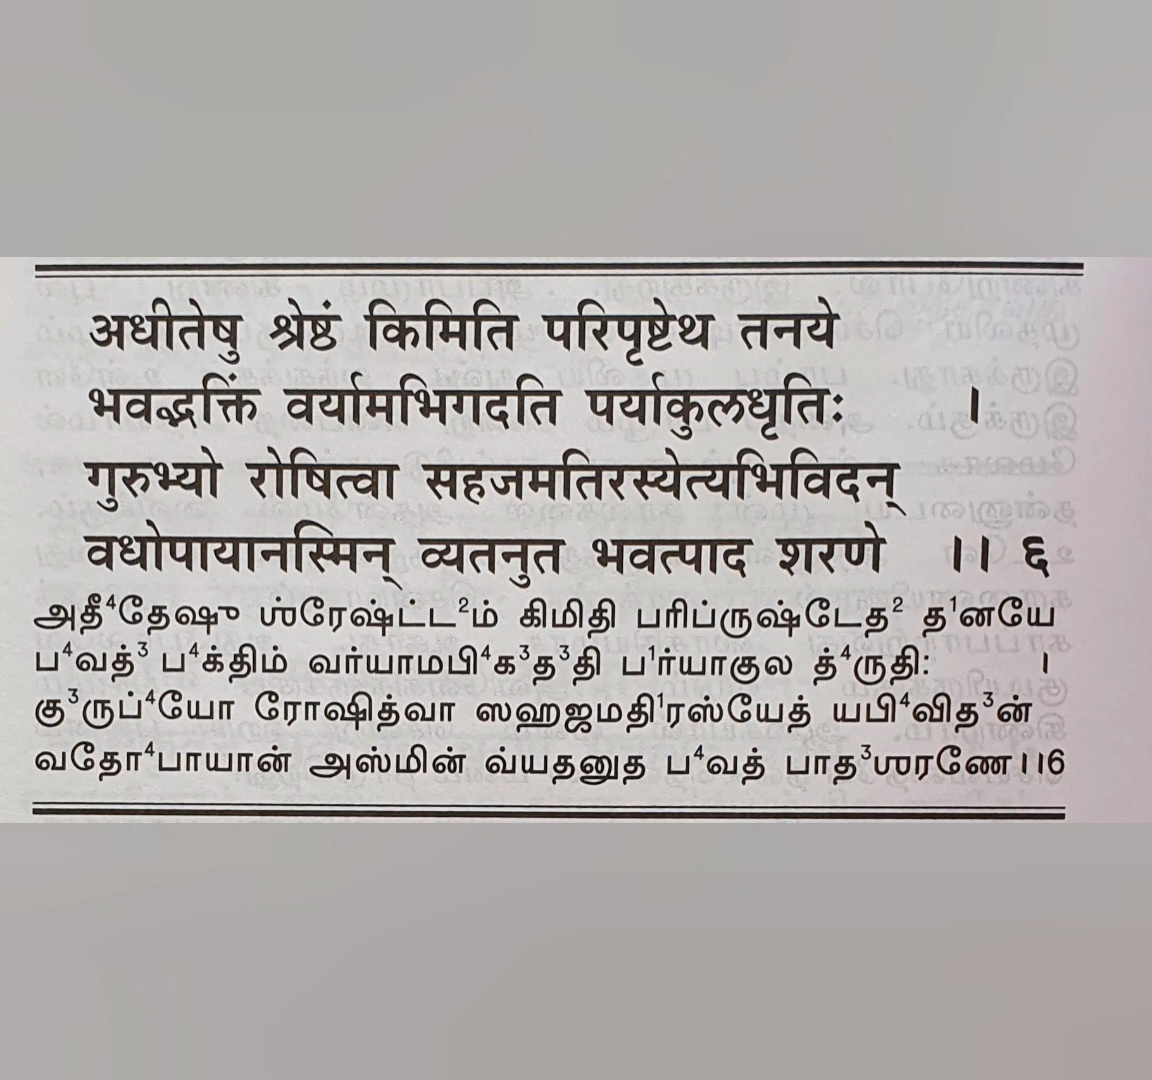 अधीतेषु श्रेष्ठं किमिति परिपृष्टेथ तनये
भवद्भक्तिं वर्यामभिगदति पर्याकुलधृतिः ।
गुरुभ्यो रोषित्वा सहजमतिरस्येत्यभिविदन्
वधोपायानस्मिन् व्यतनुत भवत्पाद शरणे ।। ६
அதீ⁴தேஷு ஶ்ரேஷ்ட்ட²ம் கிமிதி பரிப்ருஷ்டேத² த¹னயே
ப⁴வத்³ ப⁴க்திம் வர்யாமபி⁴க³த³தி ப¹ர்யாகுல த்⁴ருதி: ।
கு³ருப்⁴யோ ரோஷித்வா ஸஹஜமதி¹ரஸ்யேத் யபி⁴வித³ன்
வதோ⁴பாயான் அஸ்மின் வ்யதனுத ப⁴வத் பாத³ஶரணே ।।6